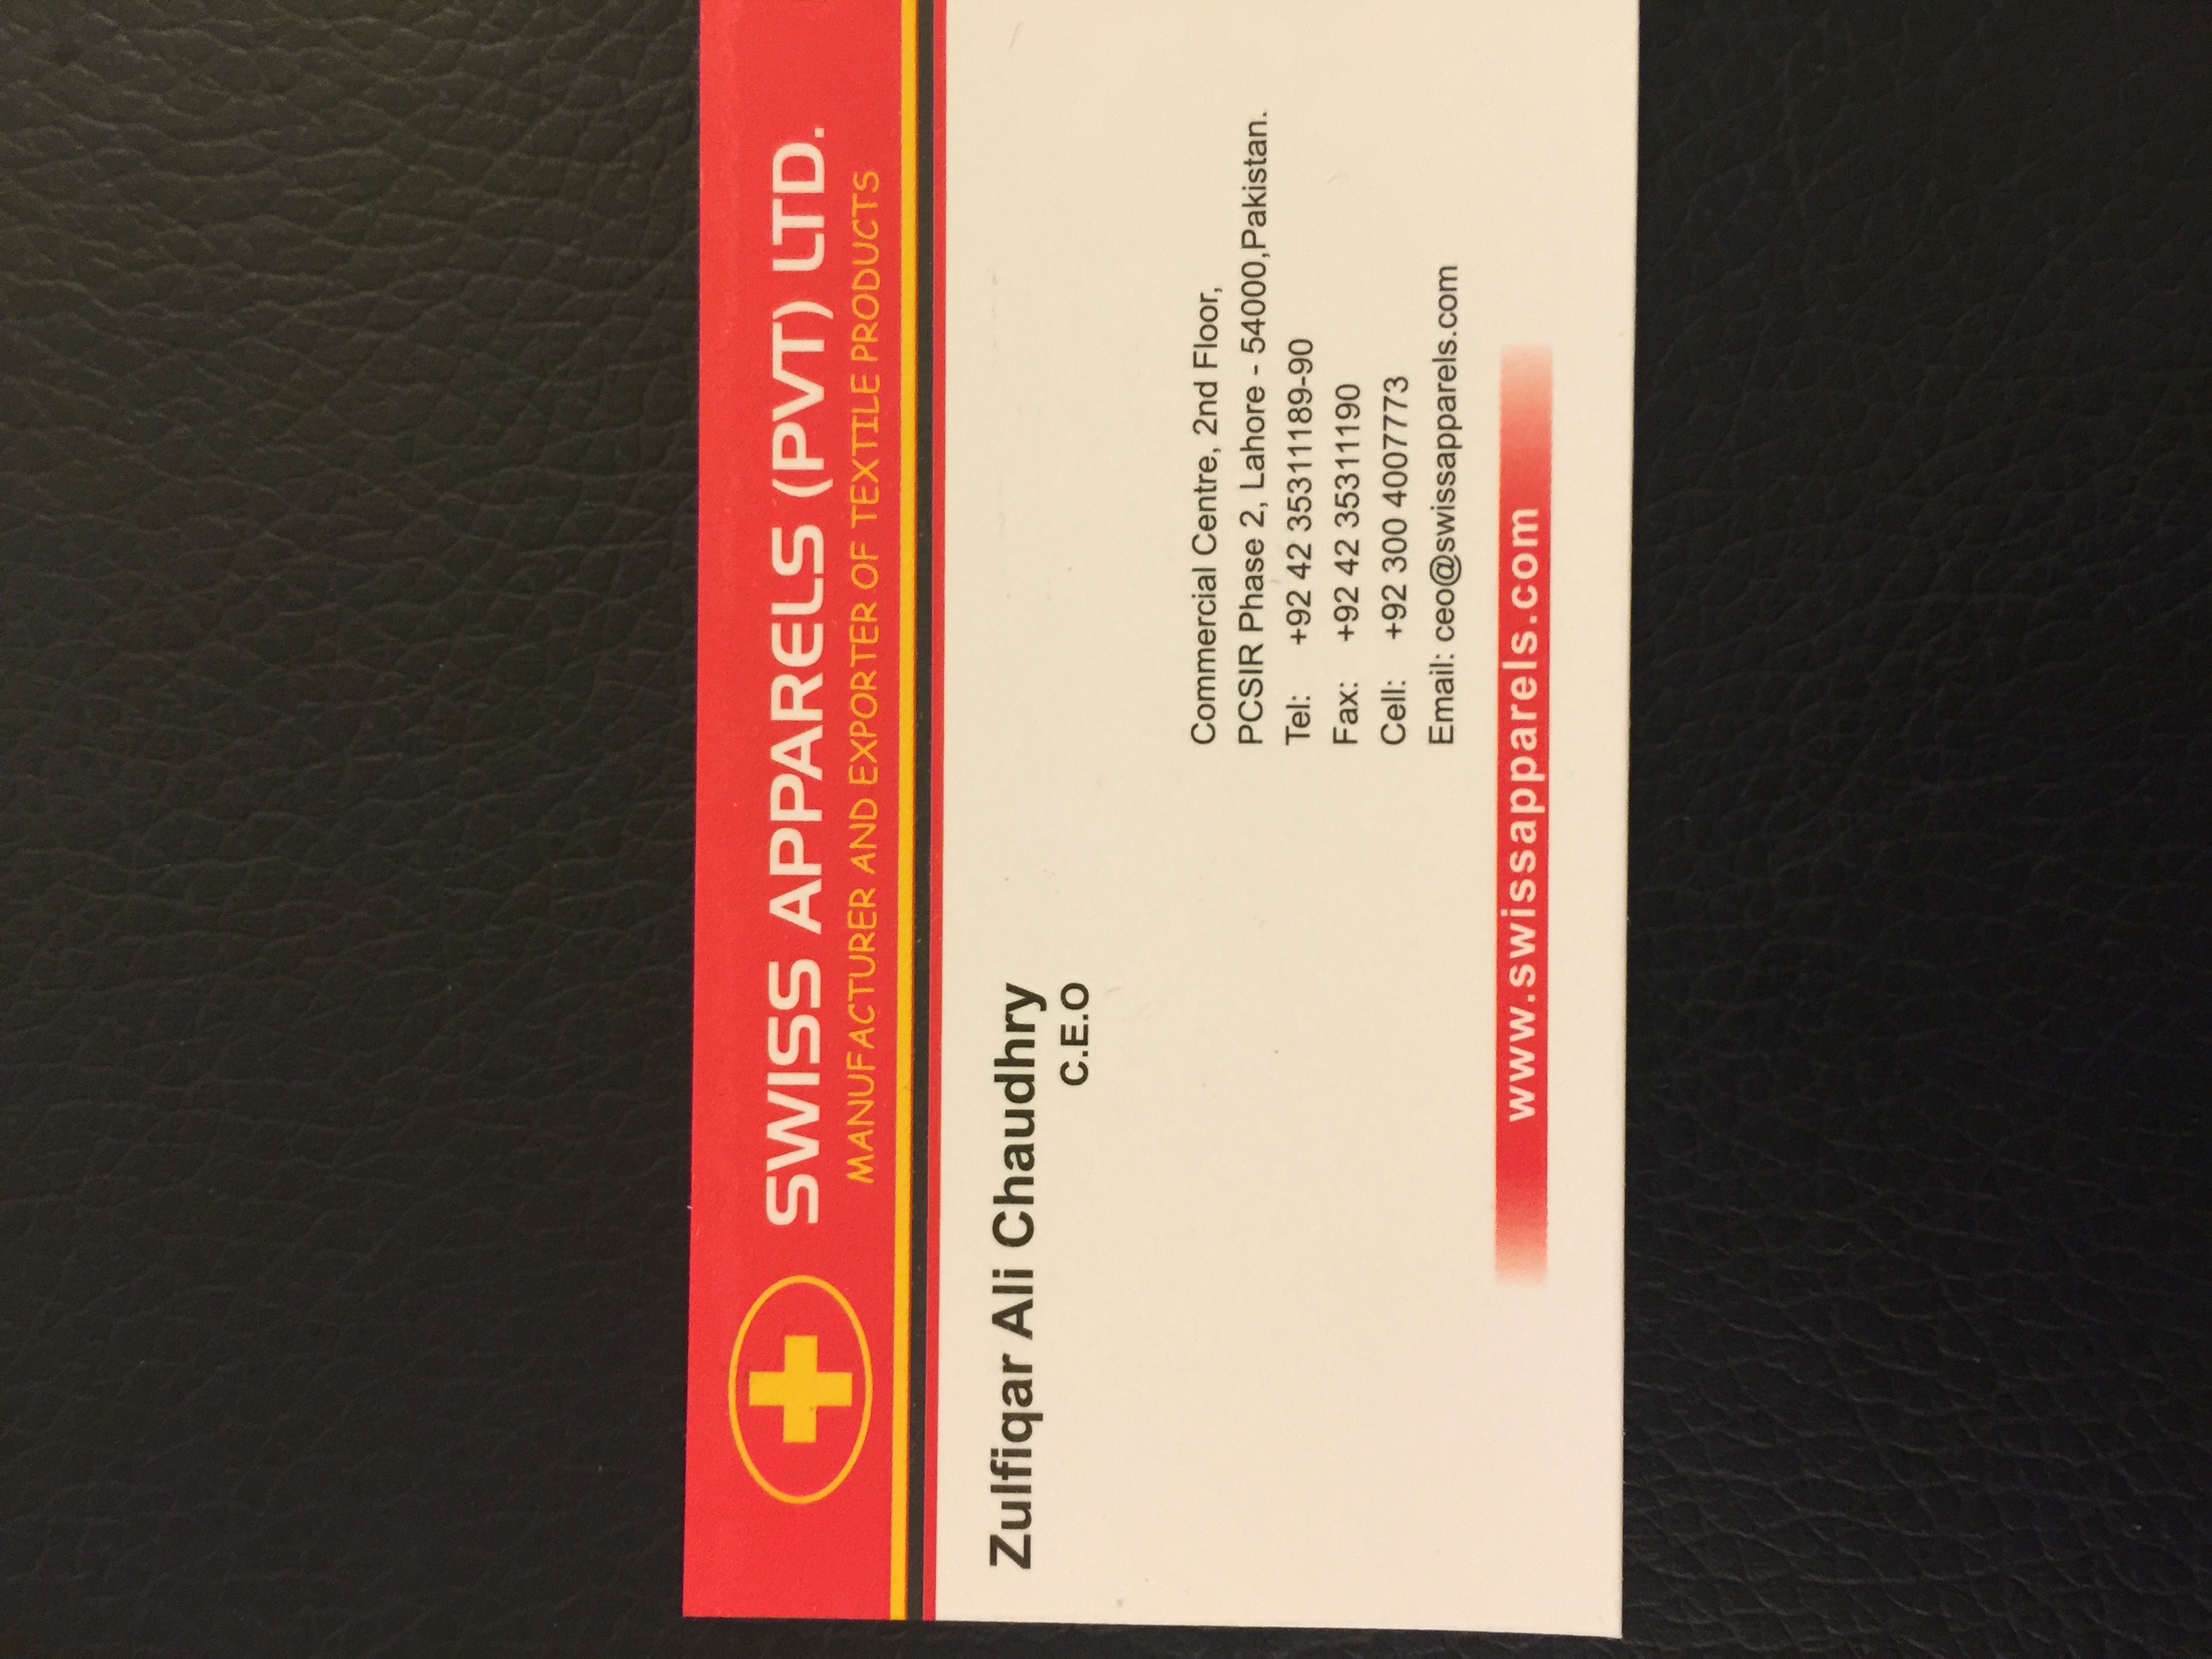 SWISS APPARELS (PVT) LTD.
MANUFACTURER AND EXPORTER OF TEXTILE PRODUCTS
Zulfiqar Ali Chaudhry
C.E.O
Commercial Centre, 2nd Floor,
PCSIR Phase 2, Lahore - 54000,Pakistan.
Tel: +92 42 35311189-90
Fax: +92 42 35311190
Cell: +92 300 4007773
Email: ceo@swissapparels.com
www.swissapparels.com